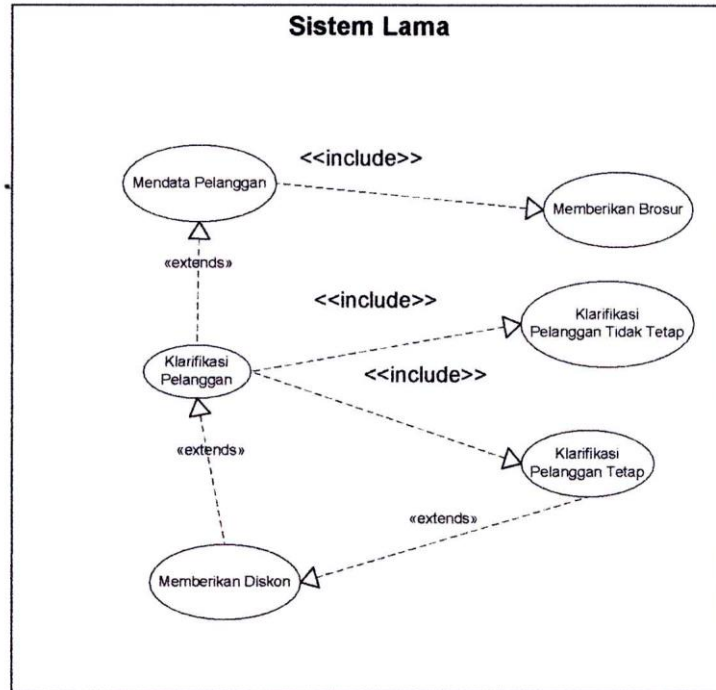 Sistem Lama
<<include>>
Mendata Pelanggan
Memberikan Brosur
«extends»
<<include>>
Klarifikasi
Pelanggan Tidak Tetap
Klarifikasi
Pelanggan
<<include>>
«extends»
Klarifikasi
Pelanggan Tetap
«extends»
Memberikan Diskon